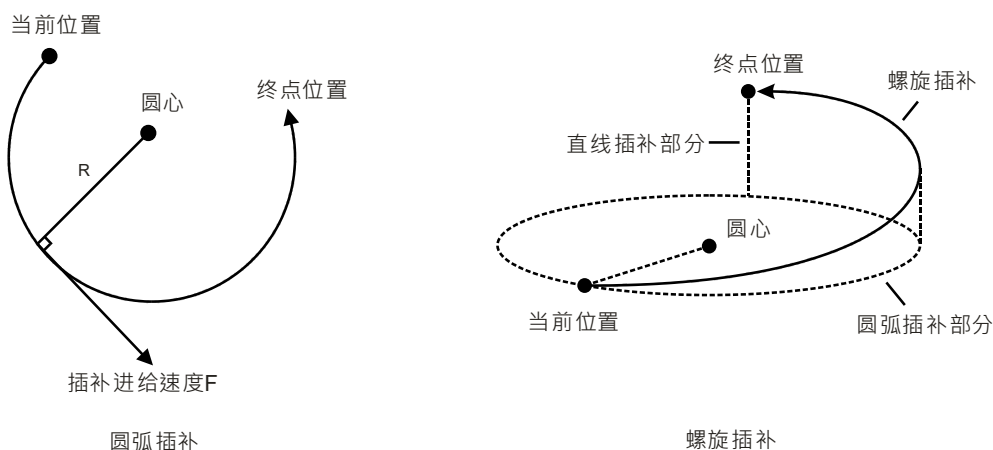 当前位置
圆心
终点位置
R
插补进给速度F
圆弧插补
终点位置
螺旋插补
直线插补部分
圆心
当前位置
圆弧插补部分
螺旋插补